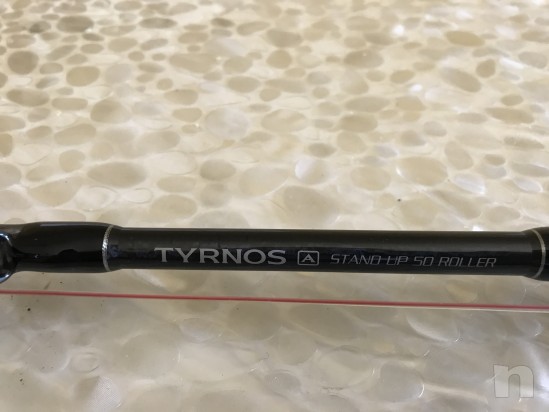 TYRNOS A STAND UP 50 ROLLER
n